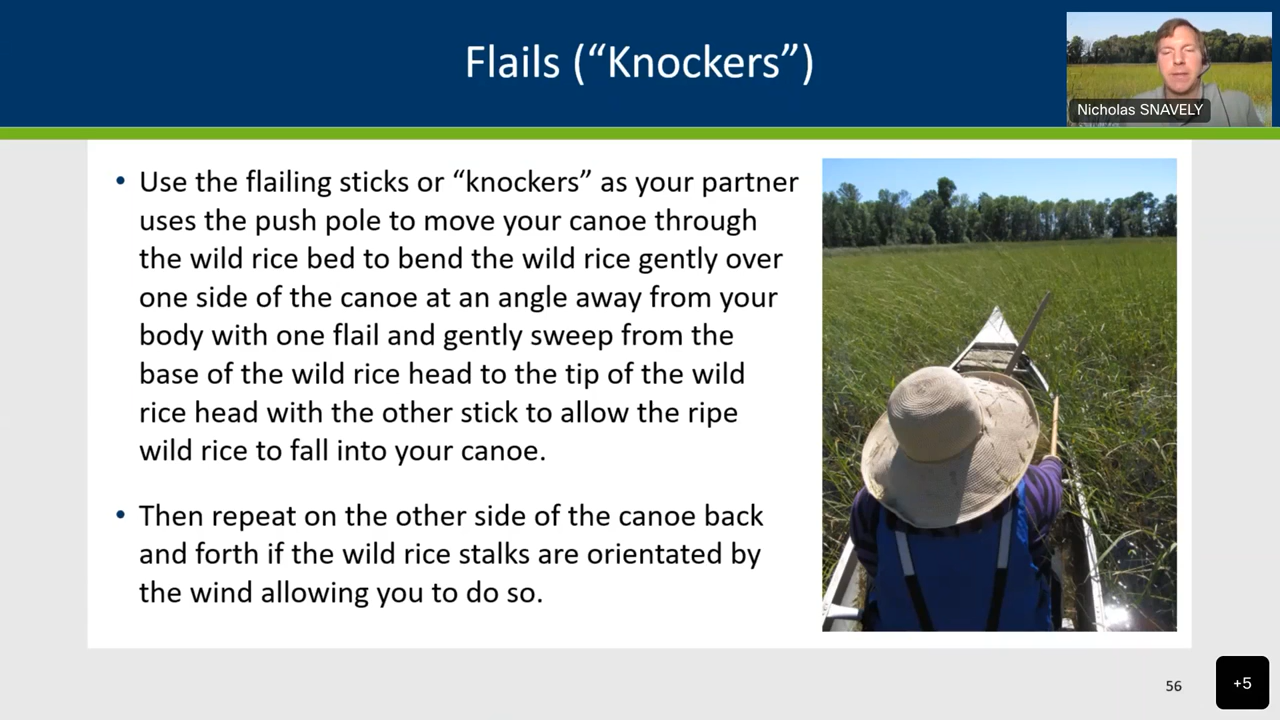 Flails (“Knockers”)
Nicholas SNAVELY
• Use the flailing sticks or “knockers” as your partner
uses the push pole to move your canoe through
the wild rice bed to bend the wild rice gently over
one side of the canoe at an angle away from your
body with one flail and gently sweep from the
base of the wild rice head to the tip of the wild
rice head with the other stick to allow the ripe
wild rice to fall into your canoe.
• Then repeat on the other side of the canoe back
and forth if the wild rice stalks are orientated by
the wind allowing you to do so.
56
+5